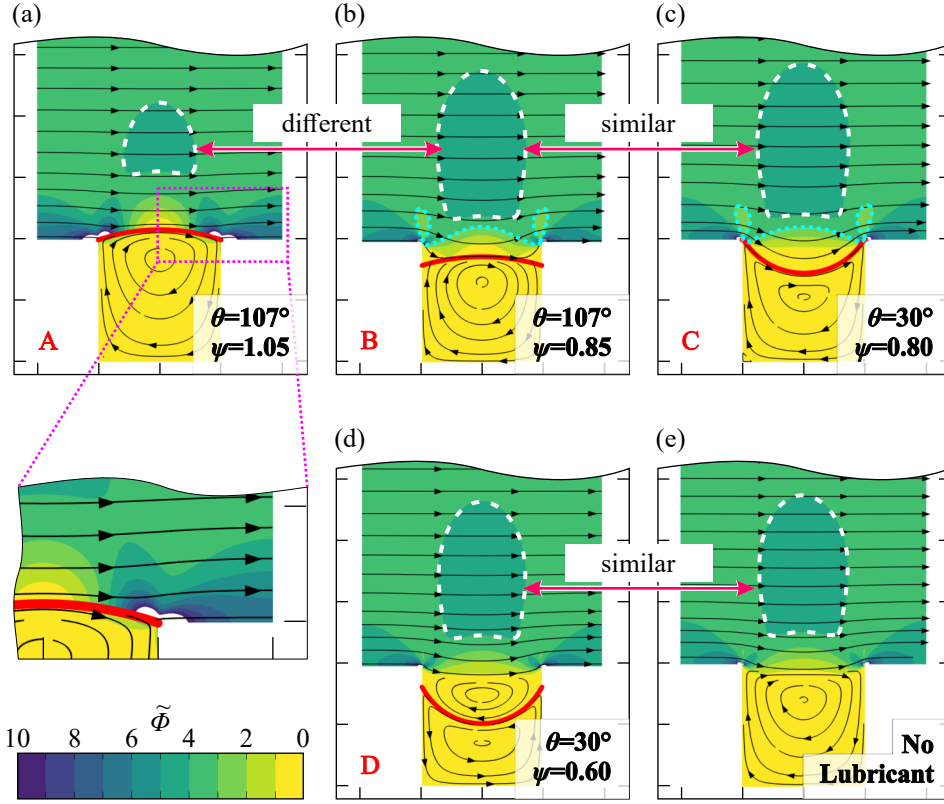 (a)
(b)
(c)
different
similar
A
θ=107°
ψ=1.05
B
θ=107°
ψ=0.85
C
θ=30°
ψ=0.80
(d)
(e)
similar
D
θ=30°
ψ=0.60
No
Lubricant
Φ̃
10 8 6 4 2 0